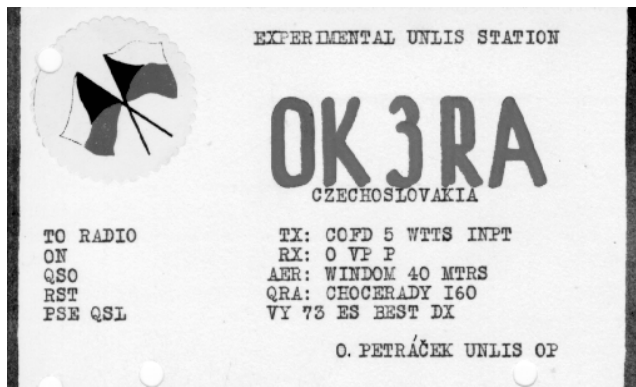 EXPERIMENTAL UNLIS STATION
OK3RA
CZECHOSLOVAKIA
TO RADIO
ON
QSO
RST
PSE QSL
TX: COFD 5 WTTS INPT
RX: O VP P
AER: WINDOM 40 MTRS
QRA: CHOCERADY I60
VY 73 ES BEST DX
O. PETRÁČEK UNLIS OP